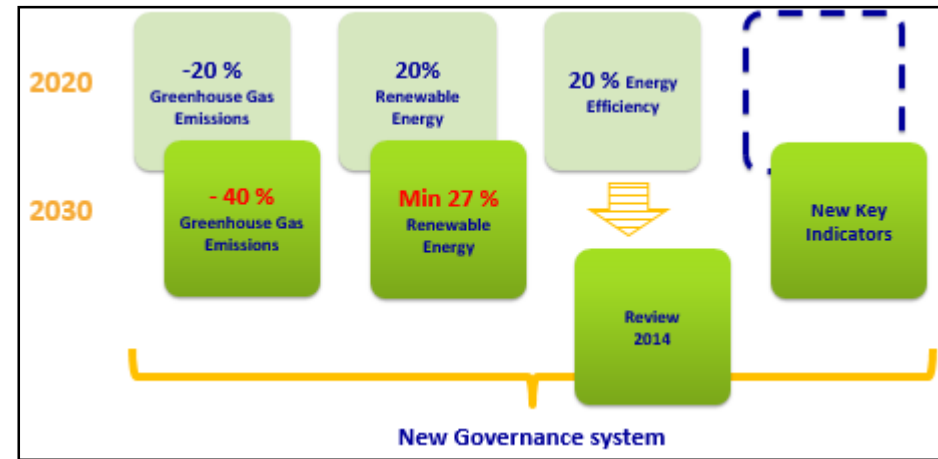 2020
-20 %
Greenhouse Gas
Emissions
20%
Renewable
Energy
20 % Energy
Efficiency
2030
- 40 %
Greenhouse Gas
Emissions
Min 27 %
Renewable
Energy
New Key
Indicators
Review
2014
New Governance system